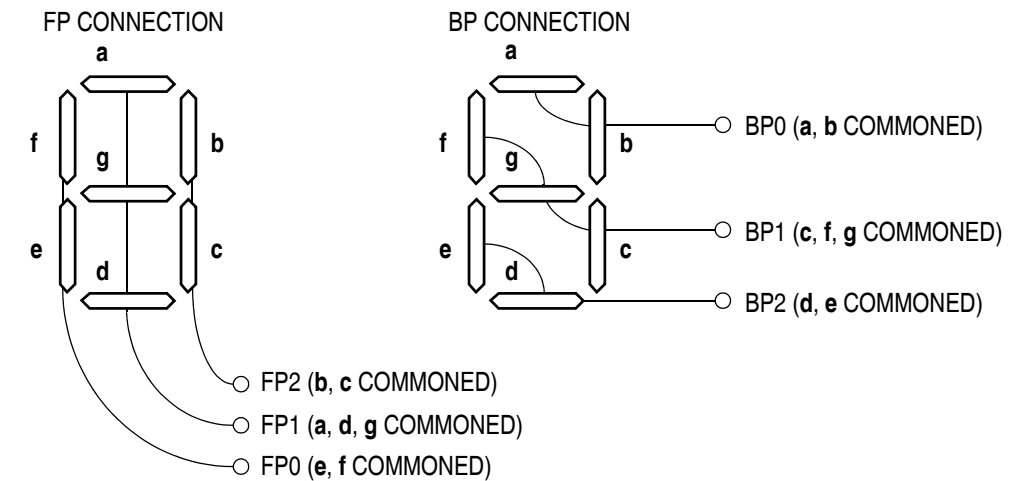 FP CONNECTION
a
f
b
g
e
c
d
FP2 (b, c COMMONED)
FP1 (a, d, g COMMONED)
FP0 (e, f COMMONED)
BP CONNECTION
a
f
b
g
e
c
d
BP0 (a, b COMMONED)
BP1 (c, f, g COMMONED)
BP2 (d, e COMMONED)